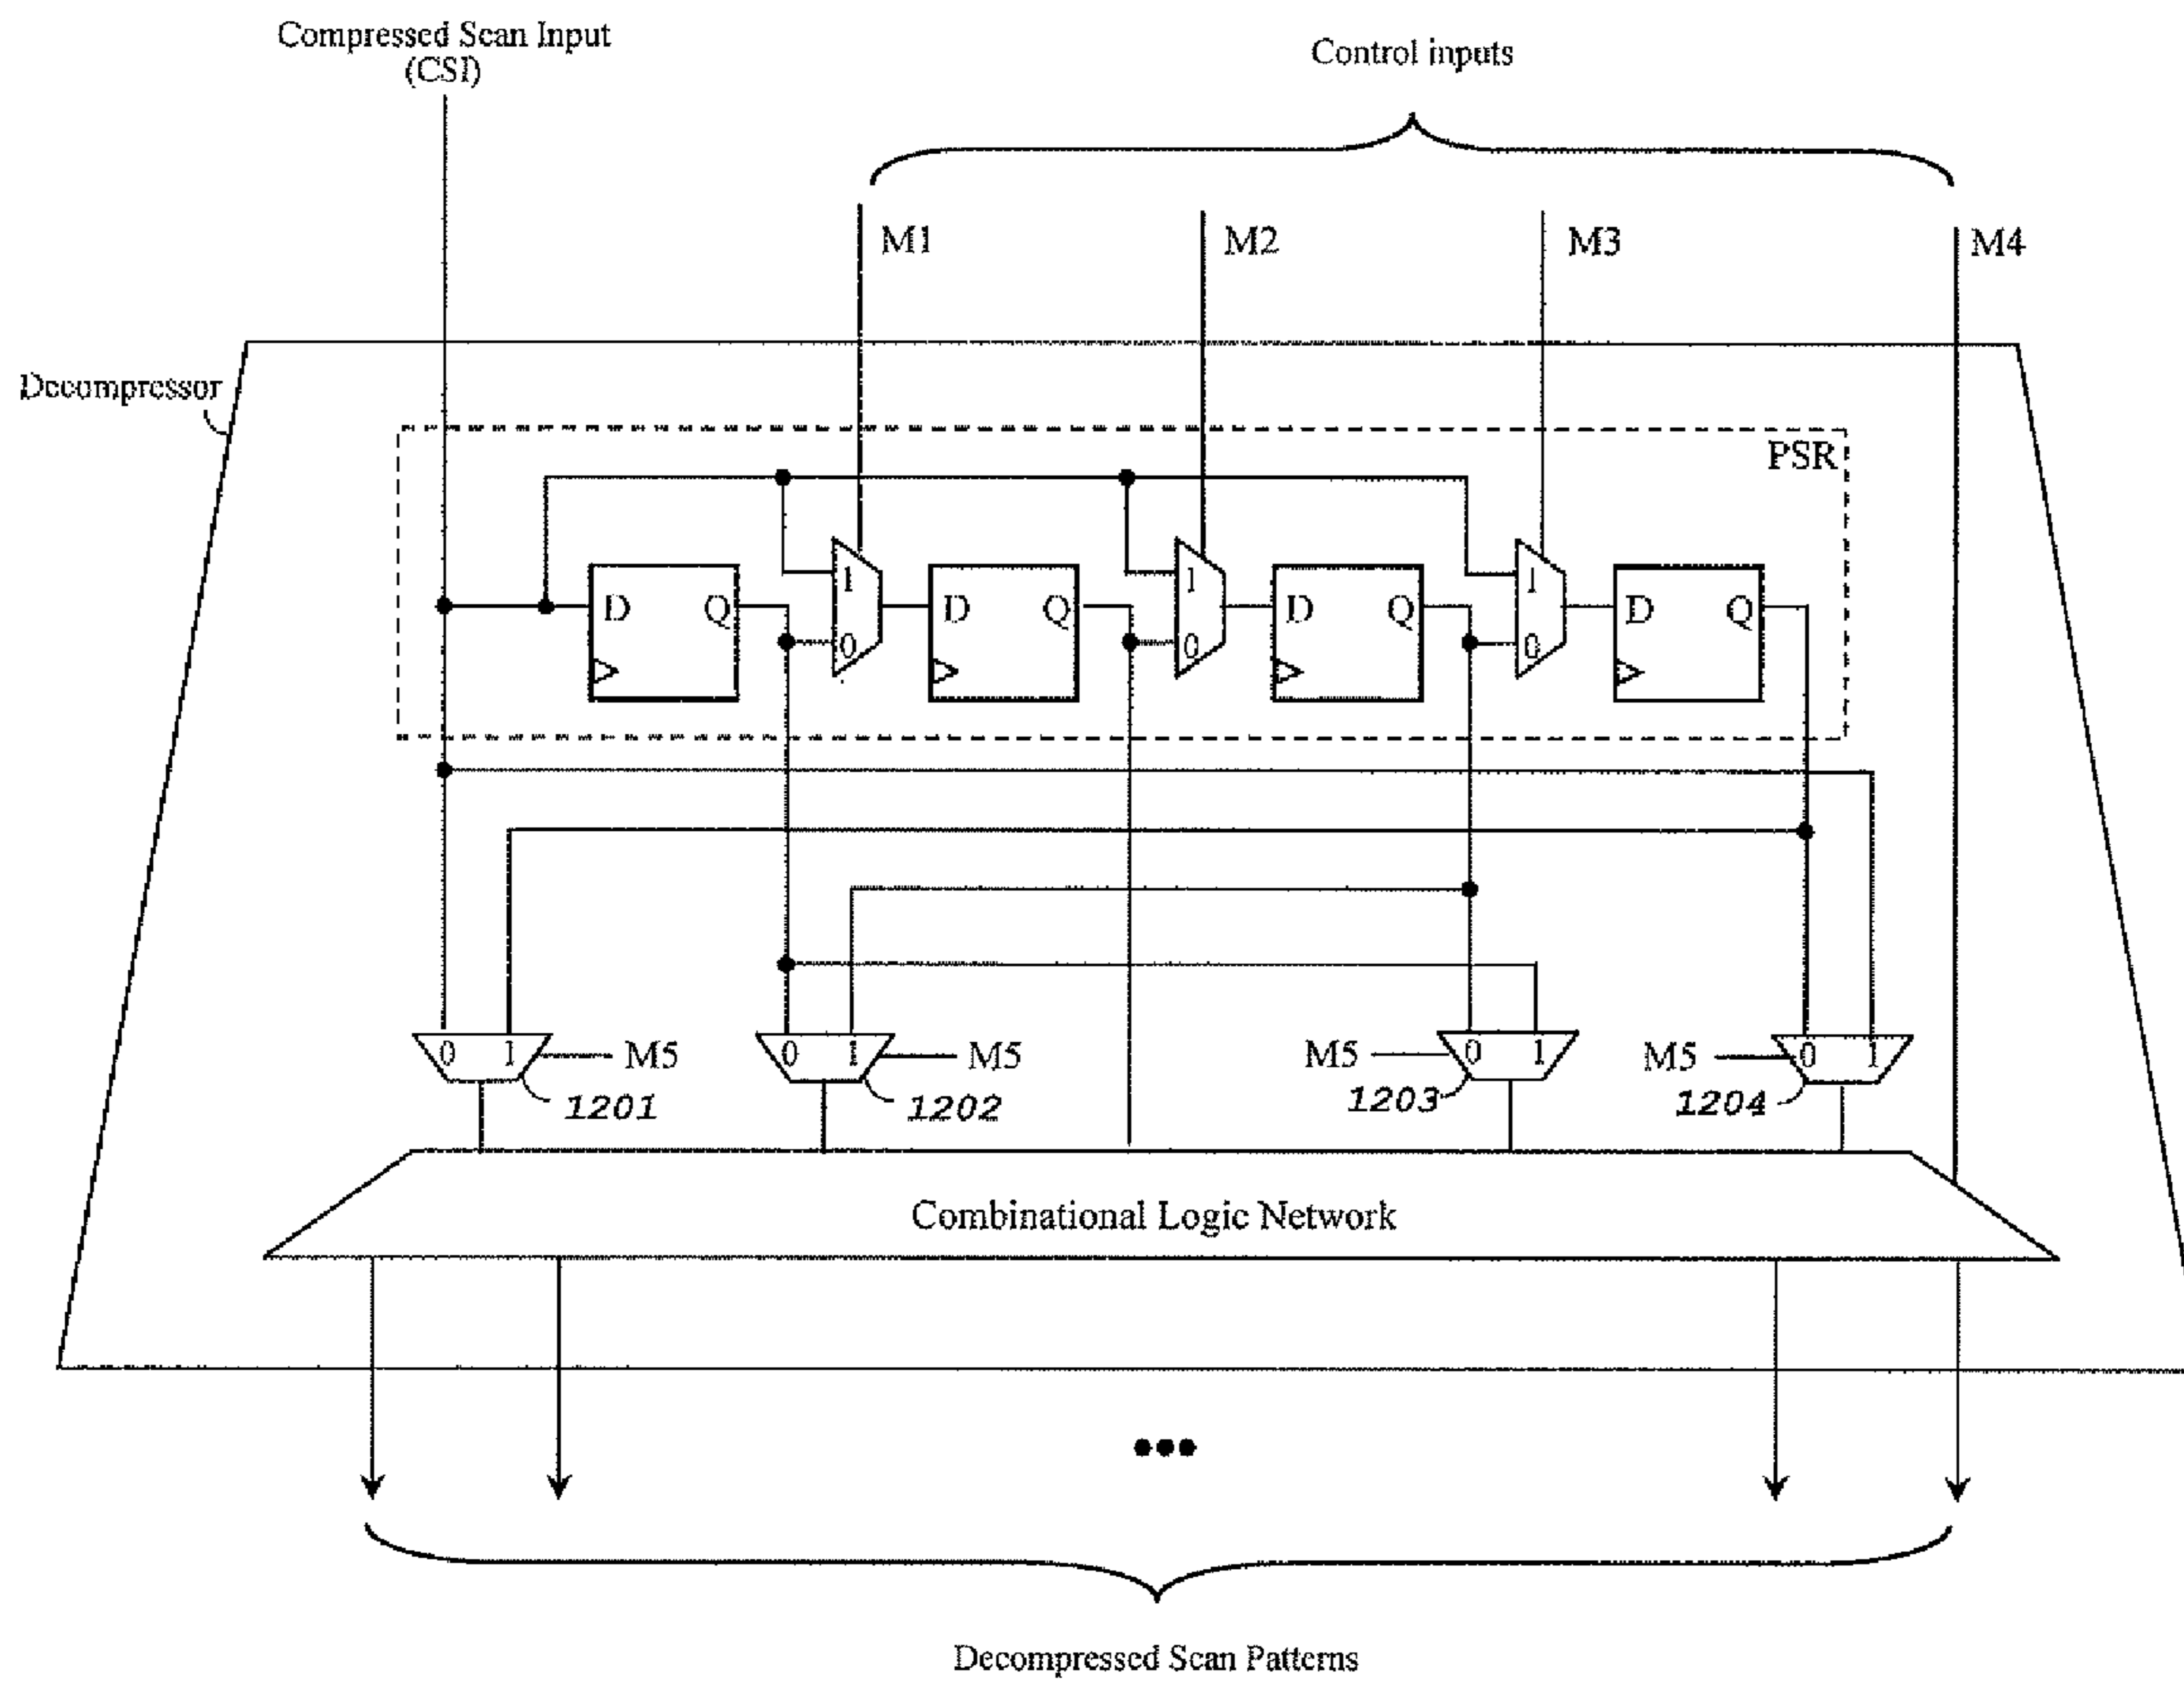 Compressed Scan Input
(CSI)
Control inputs
M1
M2
M3
M4
Decompressor
PSR
D Q
1
0
D Q
1
0
D Q
1
0
D Q
0 1
M5
1201
0 1
M5
1202
M5
0 1
1203
M5
0 1
1204
Combinational Logic Network
Decompressed Scan Patterns